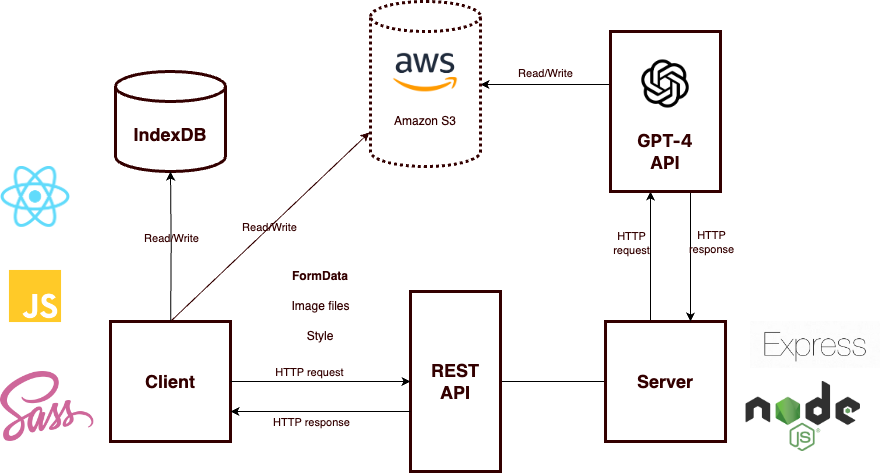 aws
Amazon S3
Read/Write
GPT-4
API
IndexDB
Read/Write
Read/Write
HTTP
request
HTTP
response
JS
FormData
Image files
Style
Client
HTTP request
HTTP response
REST
API
Server
Express
node
JS
Sass